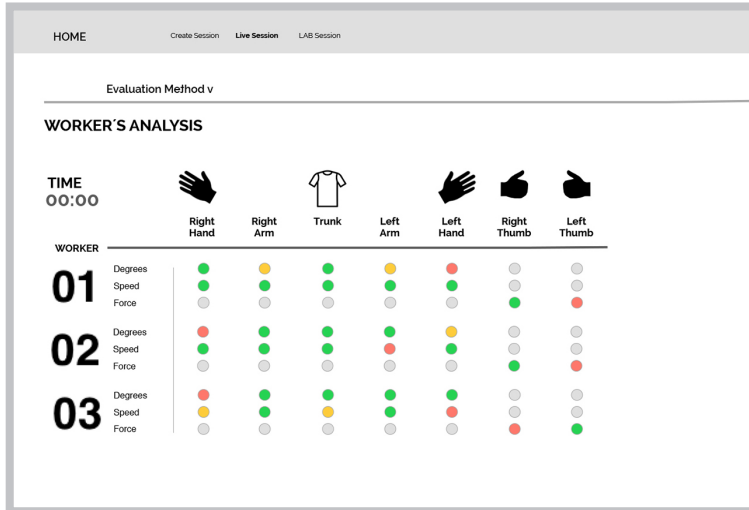 HOME
Create Session
Live Session
LAB Session
Evaluation Method v
WORKER´S ANALYSIS
TIME
00:00
Right
Hand
Right
Arm
Trunk
Left
Arm
Left
Hand
Right
Thumb
Left
Thumb
WORKER
01
Degrees
Speed
Force
02
Degrees
Speed
Force
03
Degrees
Speed
Force